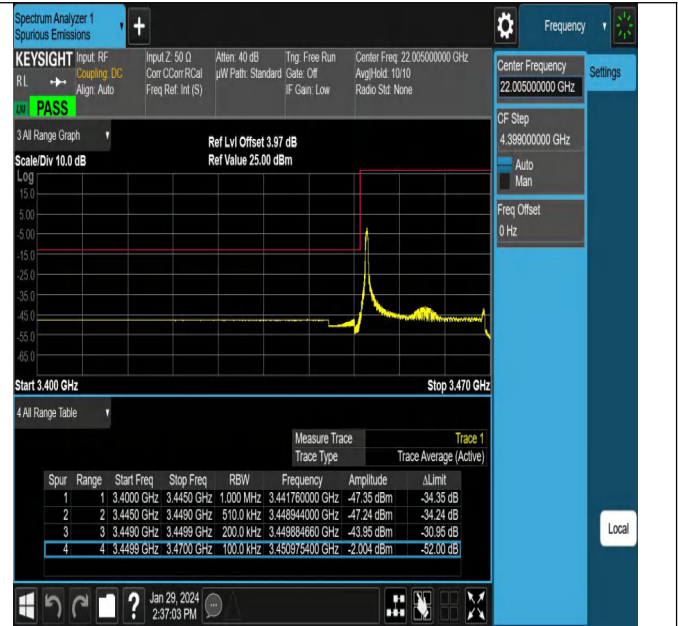 Spectrum Analyzer 1
Spurious Emissions
Frequency
KEYSIGHT Input: RF
Coupling: DC
Align: Auto
RL
LXI PASS
Input Z: 50 Ω
Corr CCorr RCal
Freq Ref: Int (S)
Atten: 40 dB
µW Path: Standard
Trig: Free Run
Gate: Off
IF Gain: Low
Center Freq: 22.005000000 GHz
Avg|Hold: 10/10
Radio Std: None
Center Frequency
22.005000000 GHz
Settings
CF Step
4.399000000 GHz
Auto
Man
Freq Offset
0 Hz
3 All Range Graph
Scale/Div 10.0 dB
Ref Lvl Offset 3.97 dB
Ref Value 25.00 dBm
Log
15.0
5.00
-5.00
-15.0
-25.0
-35.0
-45.0
-55.0
-65.0
Start 3.400 GHz Stop 3.470 GHz
4 All Range Table
Measure Trace Trace 1
Trace Type Trace Average (Active)
Spur Range Start Freq Stop Freq RBW Frequency Amplitude ΔLimit
1 1 3.4000 GHz 3.4450 GHz 1.000 MHz 3.441760000 GHz -47.35 dBm -34.35 dB
2 2 3.4450 GHz 3.4490 GHz 510.0 kHz 3.448944000 GHz -47.24 dBm -34.24 dB
3 3 3.4490 GHz 3.4499 GHz 200.0 kHz 3.449884660 GHz -43.95 dBm -30.95 dB
4 4 3.4499 GHz 3.4700 GHz 100.0 kHz 3.450975400 GHz -2.004 dBm -52.00 dB
Local
Jan 29, 2024
2:37:03 PM